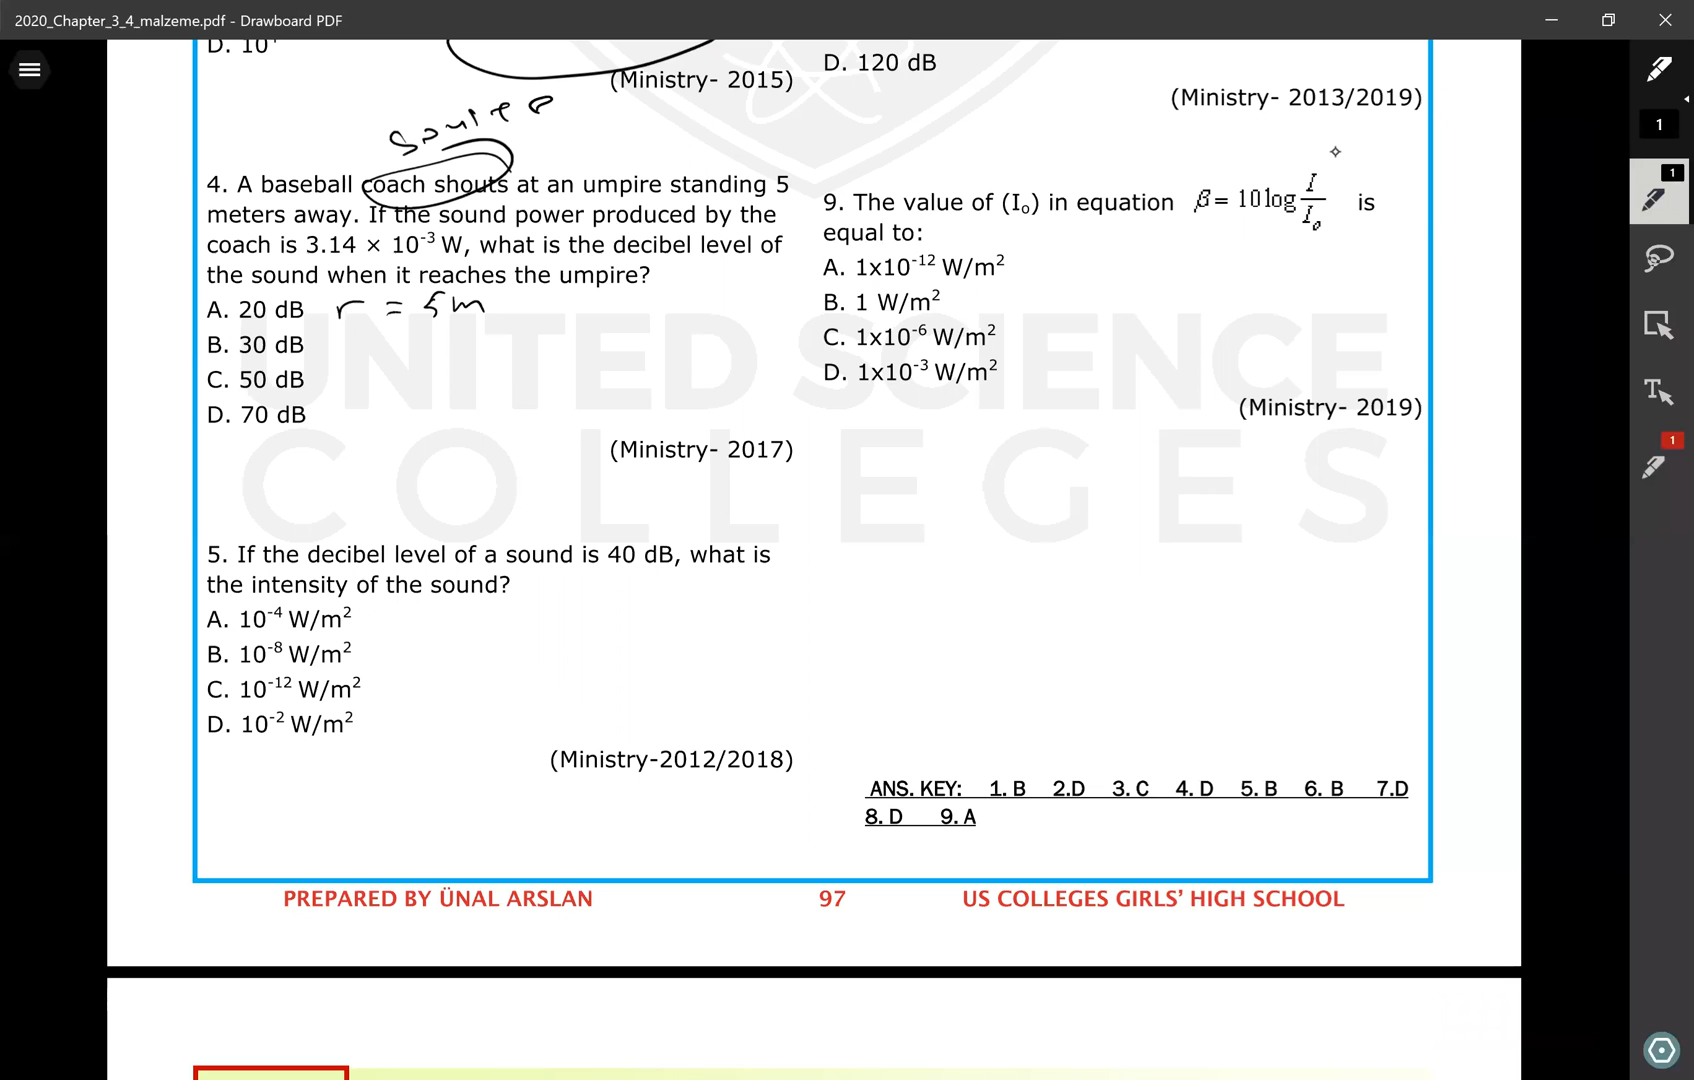 2020_Chapter_3_4_malzeme.pdf - Drawboard PDF
(Ministry- 2015)
source
4. A baseball coach shouts at an umpire standing 5
meters away. If the sound power produced by the
coach is 3.14 × 10⁻³ W, what is the decibel level of
the sound when it reaches the umpire?
A. 20 dB r = 5m
B. 30 dB
C. 50 dB
D. 70 dB
(Ministry- 2017)
5. If the decibel level of a sound is 40 dB, what is
the intensity of the sound?
A. 10⁻⁴ W/m²
B. 10⁻⁸ W/m²
C. 10⁻¹² W/m²
D. 10⁻² W/m²
(Ministry-2012/2018)
D. 120 dB
(Ministry- 2013/2019)
9. The value of (Iₒ) in equation β = 10log I/Iₒ is
equal to:
A. 1x10⁻¹² W/m²
B. 1 W/m²
C. 1x10⁻⁶ W/m²
D. 1x10⁻³ W/m²
(Ministry- 2019)
ANS. KEY: 1. B 2.D 3. C 4. D 5. B 6. B 7.D
8. D 9. A
UNITED SCIENCE
COLLEGES
PREPARED BY ÜNAL ARSLAN 97 US COLLEGES GIRLS’ HIGH SCHOOL
1
1
1